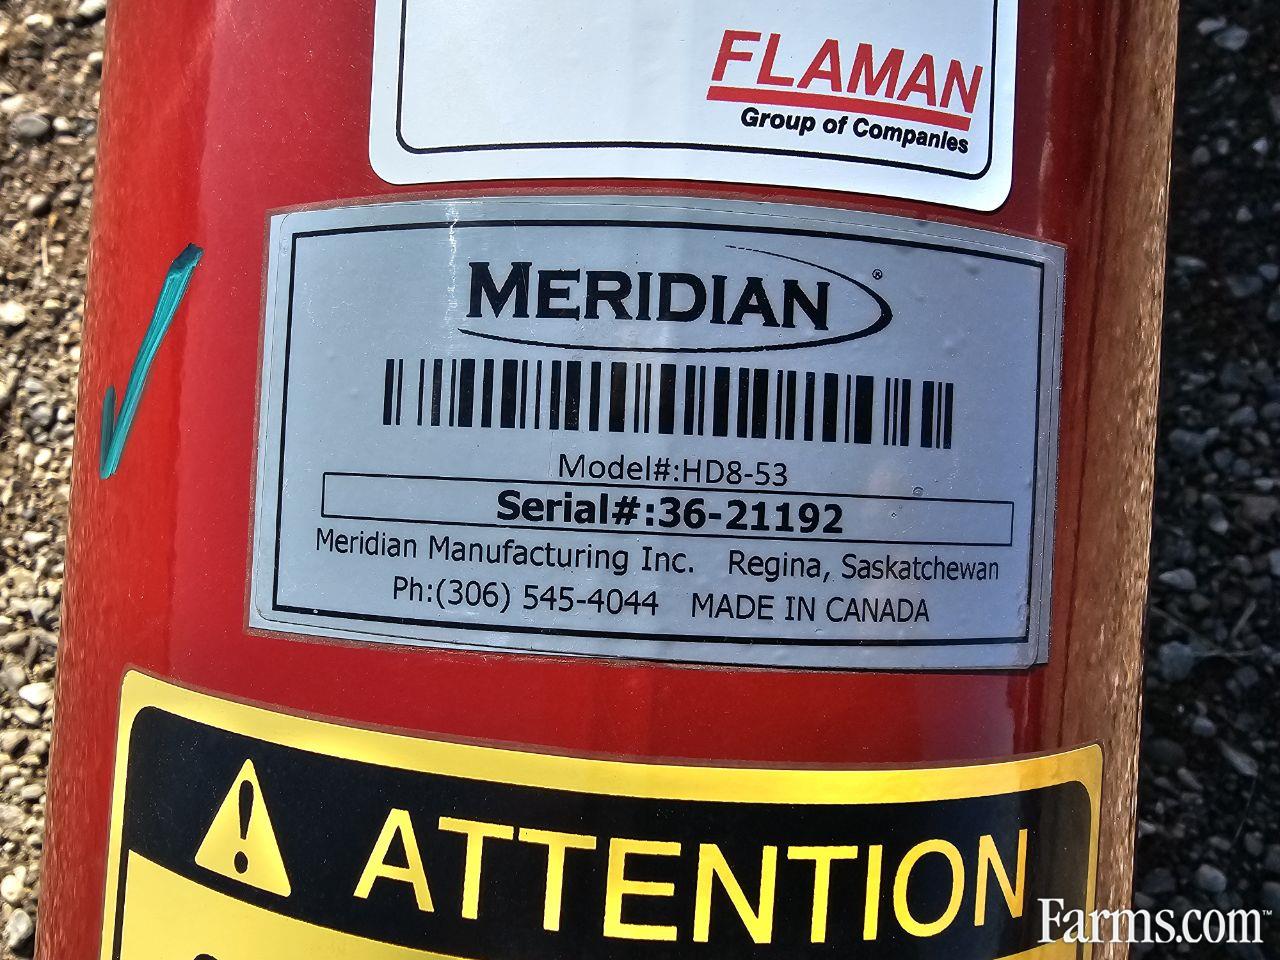 FLAMAN
Group of Companies
MERIDIAN®
Model#:HD8-53
Serial#:36-21192
Meridian Manufacturing Inc. Regina, Saskatchewan
Ph:(306) 545-4044 MADE IN CANADA
ATTENTION
Farms.com™